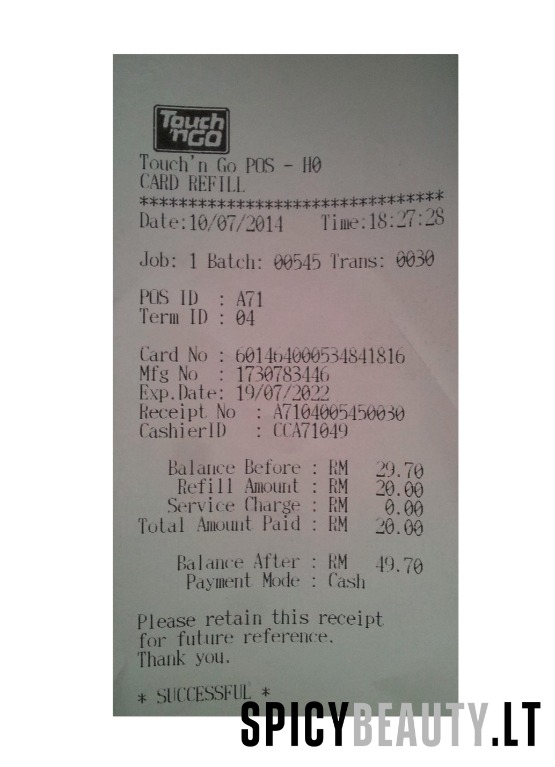 Touch
'nGO
Touch'n Go POS - H0
CARD REFILL
**********************************
Date:10/07/2014 Time:18:27:28
Job: 1 Batch: 00545 Trans: 0030
POS ID : A71
Term ID : 04
Card No : 601464000534841816
Mfg No : 1730783446
Exp.Date: 19/07/2022
Receipt No : A7104005450030
CashierID : CCA71049
Balance Before : RM 29.70
Refill Amount : RM 20.00
Service Charge : RM 0.00
Total Amount Paid : RM 20.00
Balance After : RM 49.70
Payment Mode : Cash
Please retain this receipt
for future reference.
Thank you.
* SUCCESSFUL *
SPICYBEAUTY.LT